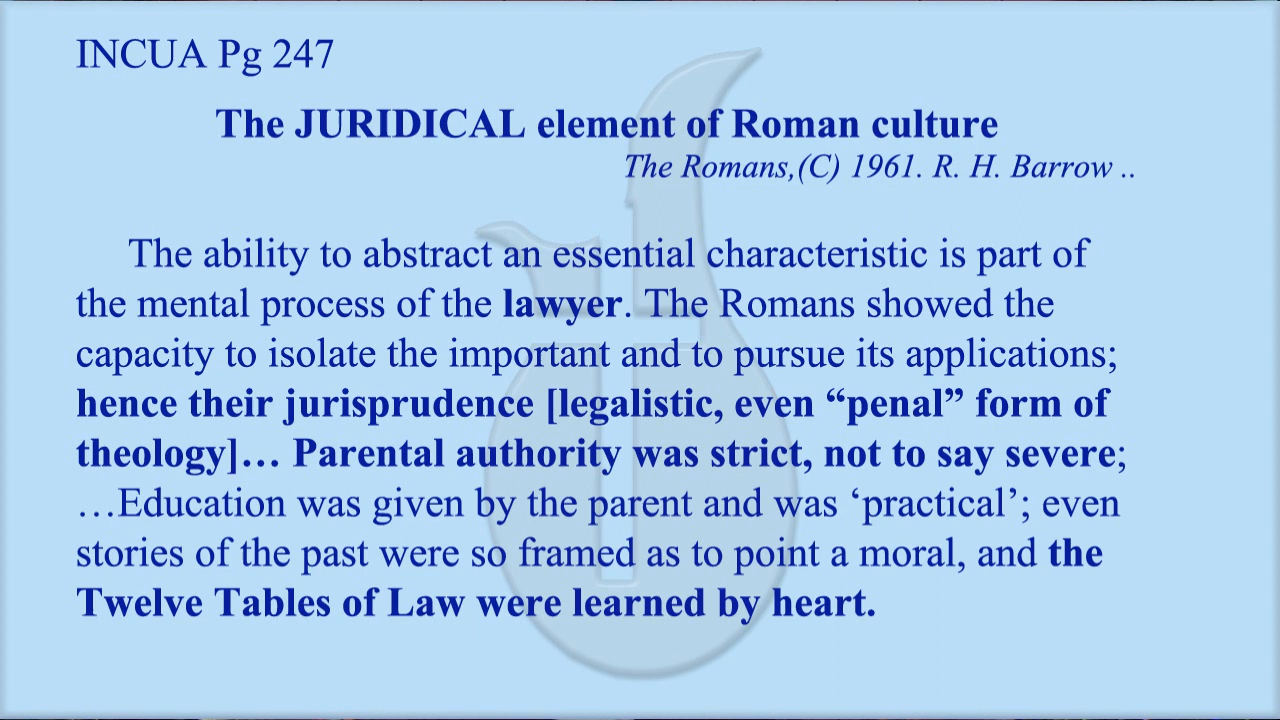 INCUA Pg 247
The JURIDICAL element of Roman culture
The Romans,(C) 1961. R. H. Barrow ..
The ability to abstract an essential characteristic is part of
the mental process of the lawyer. The Romans showed the
capacity to isolate the important and to pursue its applications;
hence their jurisprudence [legalistic, even “penal” form of
theology]… Parental authority was strict, not to say severe;
…Education was given by the parent and was ‘practical’; even
stories of the past were so framed as to point a moral, and the
Twelve Tables of Law were learned by heart.